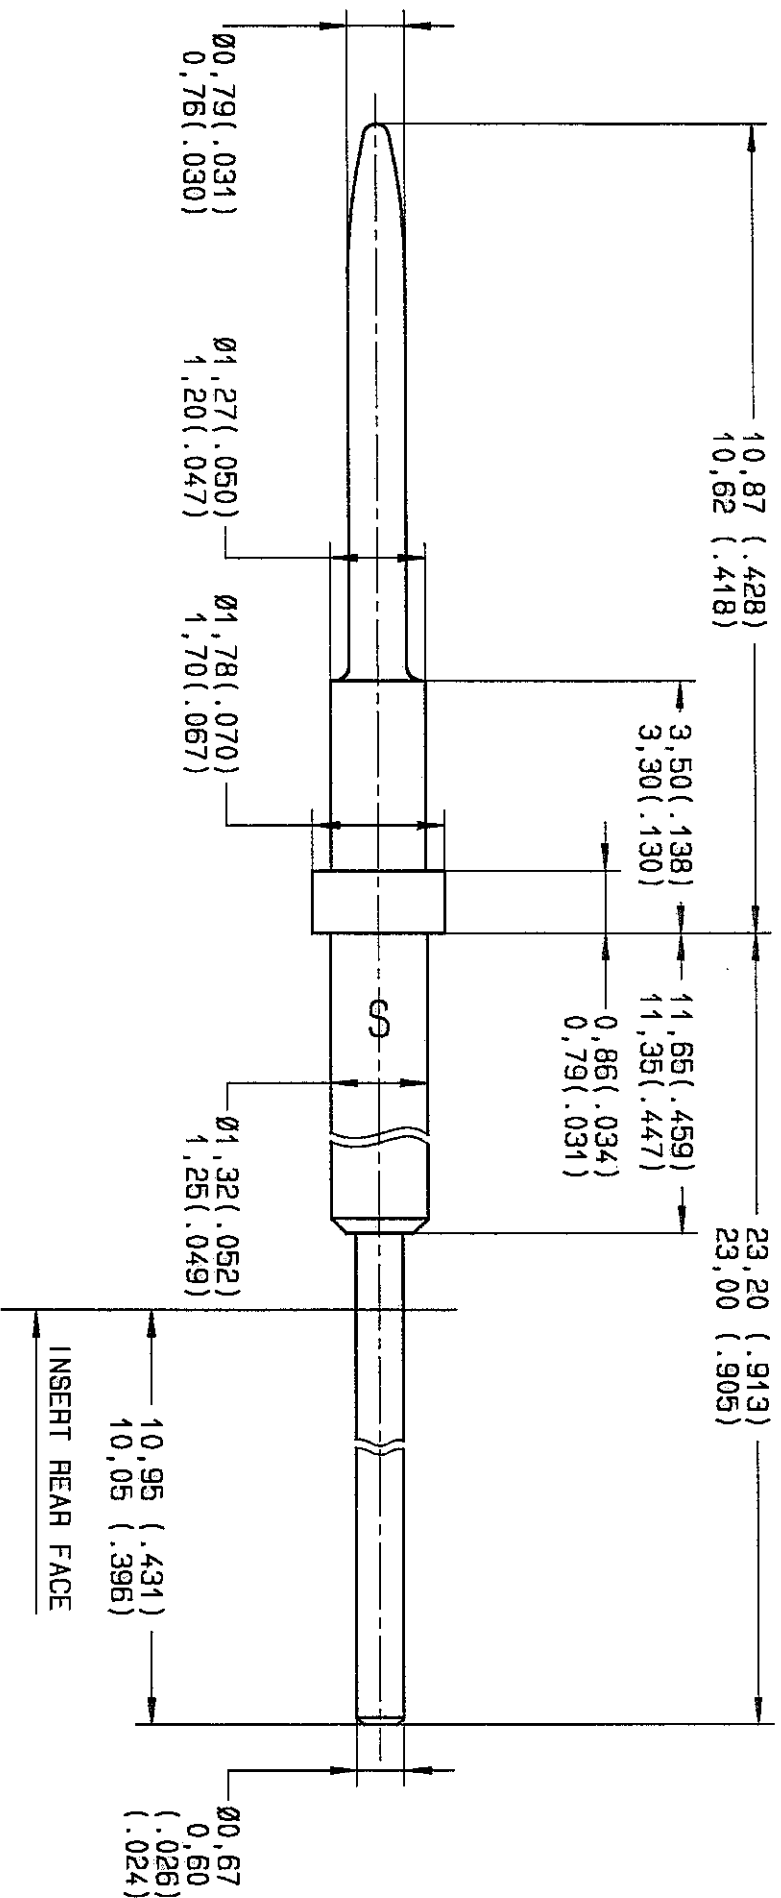 10,87 (.428)
10,62 (.418)
23,20 (.913)
23,00 (.905)
3,50(.138)
3,30(.130)
11,65(.459)
11,35(.447)
0,86(.034)
0,79(.031)
S
Ø0,79(.031)
0,76(.030)
Ø1,27(.050)
1,20(.047)
Ø1,78(.070)
1,70(.067)
Ø1,32(.052)
1,25(.049)
Ø0,67
0,60
(.026)
(.024)
10,95 (.431)
10,05 (.396)
INSERT REAR FACE